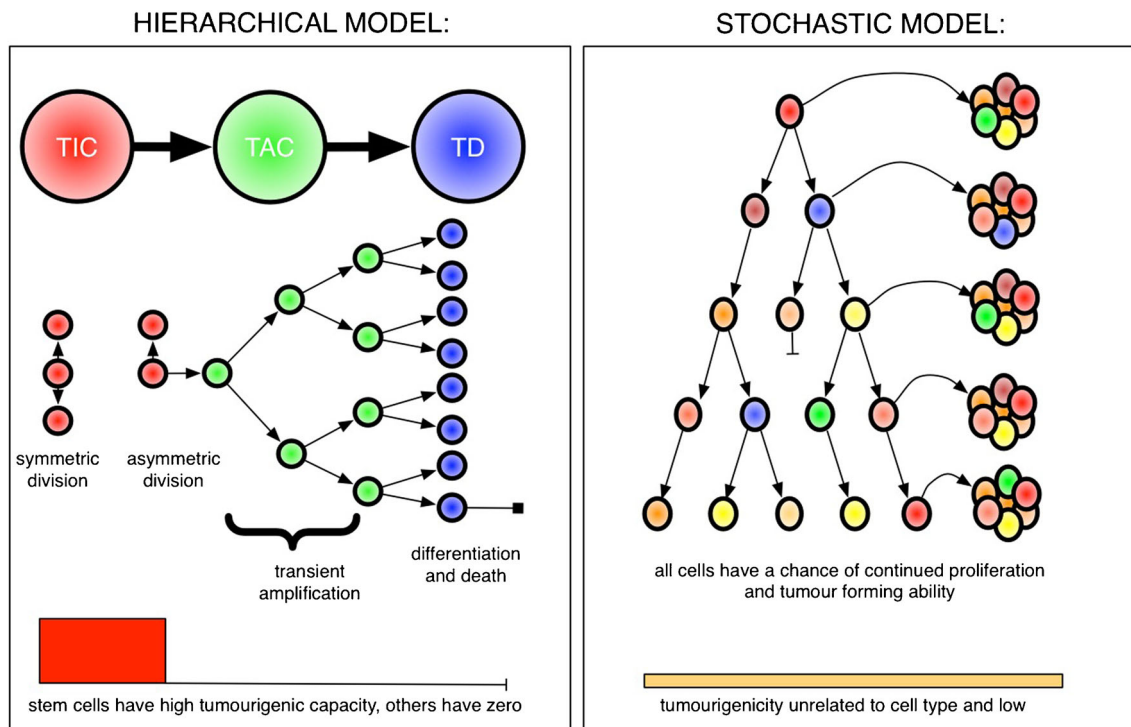 HIERARCHICAL MODEL:
TIC
TAC
TD
symmetric
division
asymmetric
division
transient
amplification
differentiation
and death
stem cells have high tumourigenic capacity, others have zero
STOCHASTIC MODEL:
all cells have a chance of continued proliferation
and tumour forming ability
tumourigenicity unrelated to cell type and low